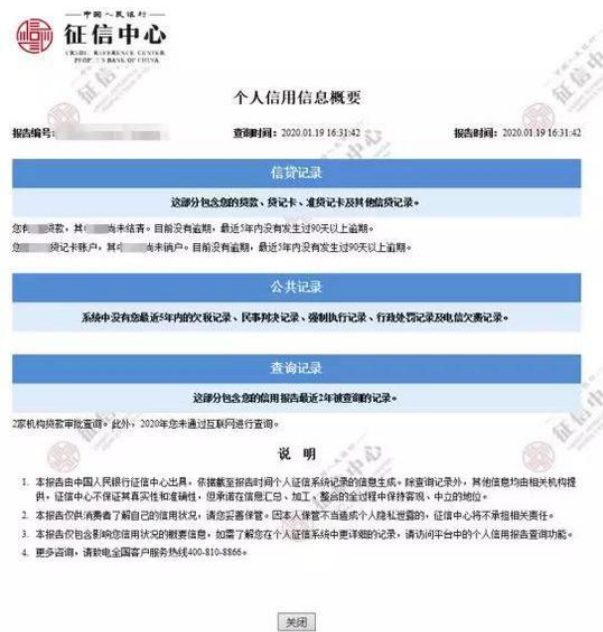 中国人民银行
征信中心
CREDIT REFERENCE CENTER
PEOPLE'S BANK OF CHINA
个人信用信息概要
报告编号:
查询时间:2020.01.19 16:31:42
报告时间:2020.01.19 16:31:42
信贷记录
这部分包含您的贷款、贷记卡、准贷记卡及其他信贷记录。
您有 贷款,其中 尚未结清。目前没有逾期,最近5年内没有发生过90天以上逾期。
您 贷记卡账户,其中 尚未销户。目前没有逾期,最近5年内没有发生过90天以上逾期。
公共记录
系统中没有您最近5年内的欠税记录、民事判决记录、强制执行记录、行政处罚记录及电信欠费记录。
查询记录
这部分包含您的信用报告最近2年被查询的记录。
2家机构贷款审批查询。此外,2020年您未通过互联网进行查询。
说 明
1. 本报告由中国人民银行征信中心出具,依据截至报告时间个人征信系统记录的信息生成。除查询记录外,其他信息均由相关机构提
供,征信中心不保证其真实性和准确性,但承诺在信息汇总、加工、整合的全过程中保持客观、中立的地位。
2. 本报告仅供消费者了解自己的信用状况,请您妥善保管。因本人保管不当造成个人隐私泄露的,征信中心将不承担相关责任。
3. 本报告仅包含影响您信用状况的概要信息,如需了解您在个人征信系统中更详细的记录,请访问平台中的个人信用报告查询功能。
4. 更多咨询,请致电全国客户服务热线400-810-8866。
关闭